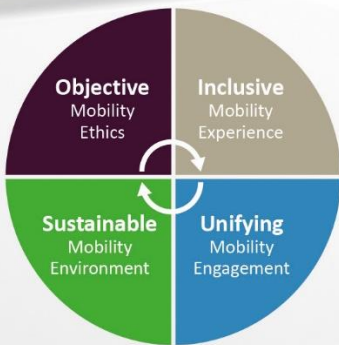 Objective
Mobility
Ethics
Inclusive
Mobility
Experience
Sustainable
Mobility
Environment
Unifying
Mobility
Engagement